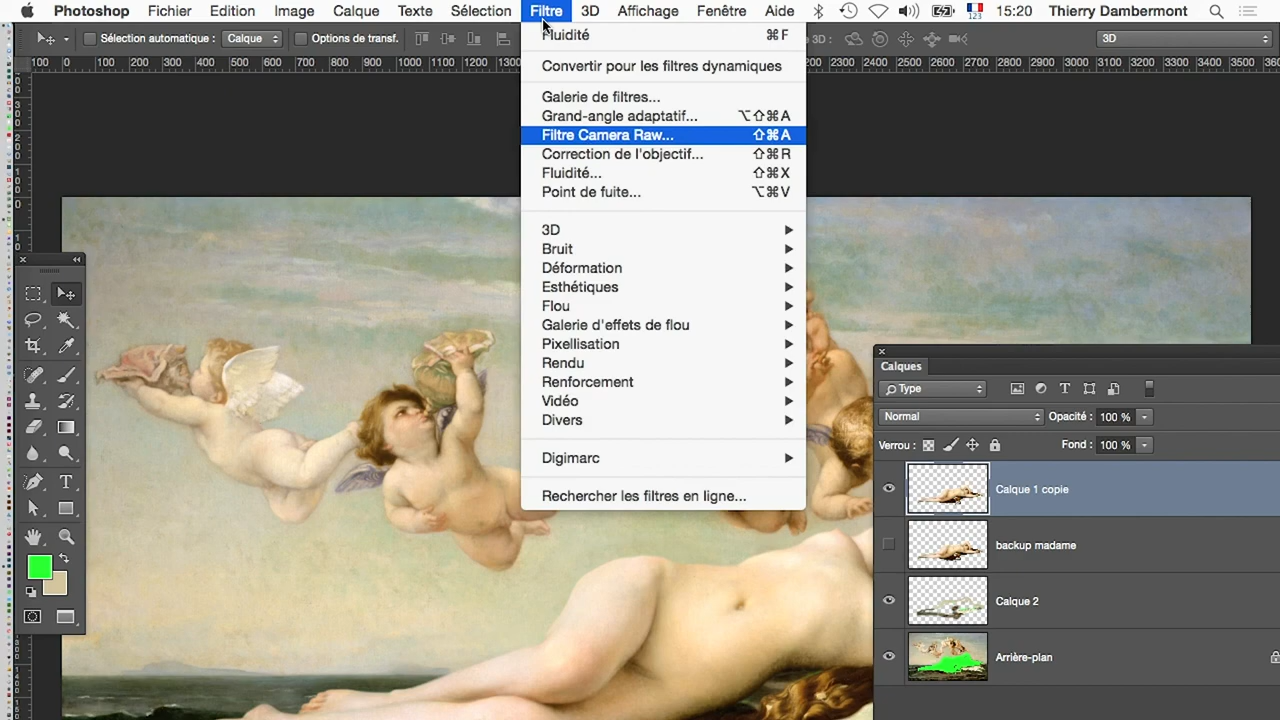 Photoshop Fichier Edition Image Calque Texte Sélection Filtre 3D Affichage Fenêtre Aide 123 15:20 Thierry Dambermont
Sélection automatique : Calque Options de transf. 3D : 3D
100 0 100 200 300 400 500 600 700 800 900 1000 1100 1200 1300 2200 2300 2400 2500 2600 2700 2800 2900 3000 3100 3200 3300 3400 3500
Fluidité ⌘F
Convertir pour les filtres dynamiques
Galerie de filtres...
Grand-angle adaptatif... ⌥⇧⌘A
Filtre Camera Raw... ⇧⌘A
Correction de l'objectif... ⇧⌘R
Fluidité... ⇧⌘X
Point de fuite... ⌥⌘V
3D
Bruit
Déformation
Esthétiques
Flou
Galerie d'effets de flou
Pixellisation
Rendu
Renforcement
Vidéo
Divers
Digimarc
Rechercher les filtres en ligne...
Calques
Type
Normal Opacité : 100 %
Verrou : Fond : 100 %
Calque 1 copie
backup madame
Calque 2
Arrière-plan